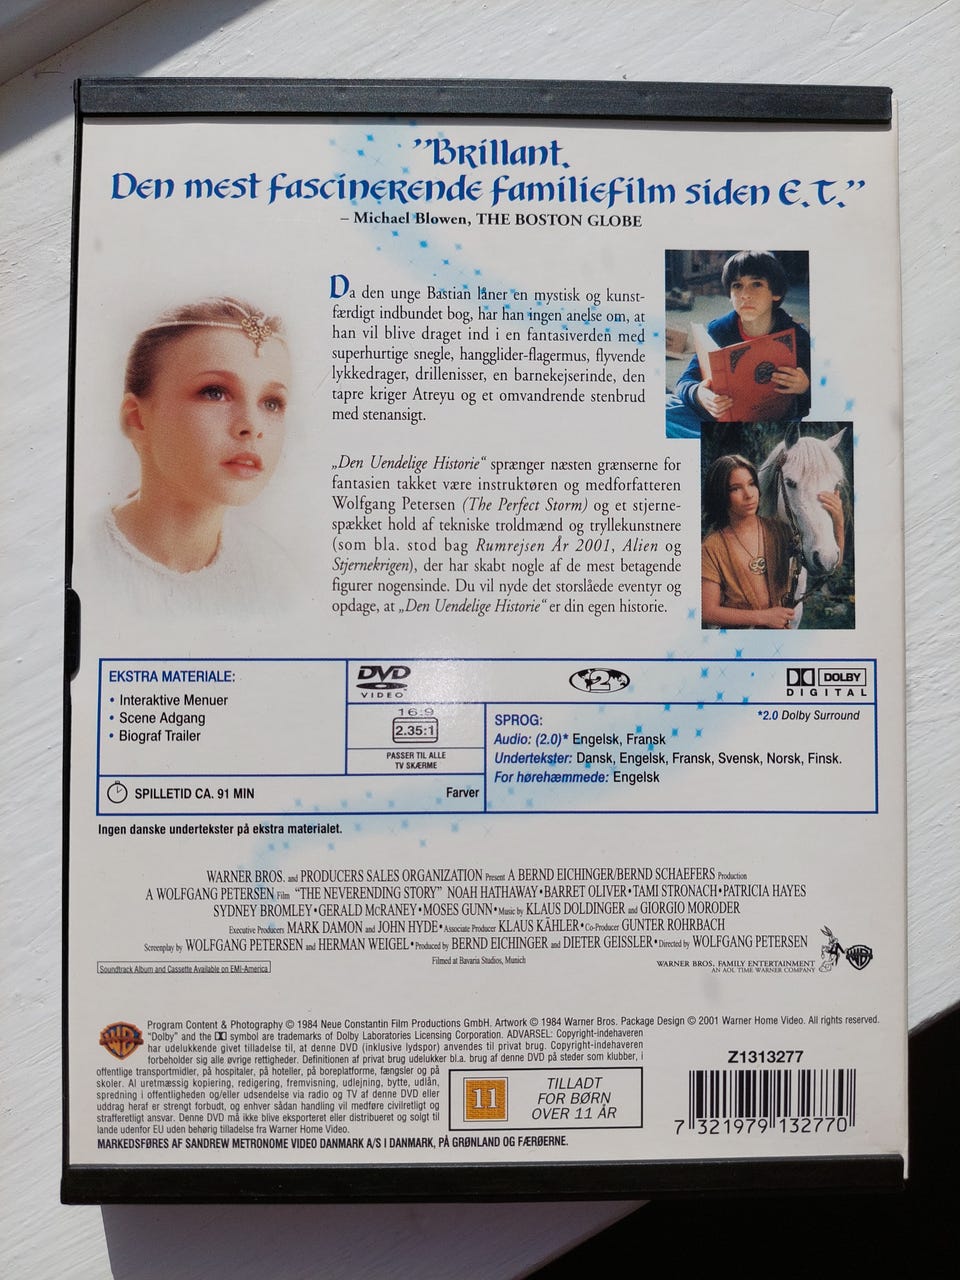 "Brillant.
Den mest fascinerende familiefilm siden E.T."
– Michael Blowen, THE BOSTON GLOBE
Da den unge Bastian låner en mystisk og kunst-
færdigt indbundet bog, har han ingen anelse om, at
han vil blive draget ind i en fantasiverden med
superhurtige snegle, hangglider-flagermus, flyvende
lykkedrager, drillenisser, en barnekejserinde, den
tapre kriger Atreyu og et omvandrende stenbrud
med stenansigt.
„Den Uendelige Historie“ sprænger næsten grænserne for
fantasien takket være instruktøren og medforfatteren
Wolfgang Petersen (The Perfect Storm) og et stjerne-
spækket hold af tekniske troldmænd og tryllekunstnere
(som bla. stod bag Rumrejsen År 2001, Alien og
Stjernekrigen), der har skabt nogle af de mest betagende
figurer nogensinde. Du vil nyde det storslåede eventyr og
opdage, at „Den Uendelige Historie“ er din egen historie.
EKSTRA MATERIALE:
• Interaktive Menuer
• Scene Adgang
• Biograf Trailer
DVD
VIDEO
16:9
2.35:1
PASSER TIL ALLE
TV SKÆRME
2
DOLBY
DIGITAL
*2.0 Dolby Surround
SPROG:
Audio: (2.0)* Engelsk, Fransk
Undertekster: Dansk, Engelsk, Fransk, Svensk, Norsk, Finsk.
For hørehæmmede: Engelsk
SPILLETID CA. 91 MIN
Farver
Ingen danske undertekster på ekstra materialet.
WARNER BROS. and PRODUCERS SALES ORGANIZATION Present A BERND EICHINGER/BERND SCHAEFERS Production
A WOLFGANG PETERSEN Film "THE NEVERENDING STORY" NOAH HATHAWAY•BARRET OLIVER•TAMI STRONACH•PATRICIA HAYES
SYDNEY BROMLEY•GERALD McRANEY•MOSES GUNN•Music by KLAUS DOLDINGER and GIORGIO MORODER
Executive Producers MARK DAMON and JOHN HYDE•Associate Producer KLAUS KÄHLER•Co-Producer GUNTER ROHRBACH
Screenplay by WOLFGANG PETERSEN and HERMAN WEIGEL•Produced by BERND EICHINGER and DIETER GEISSLER•Directed by WOLFGANG PETERSEN
Filmed at Bavaria Studios, Munich
Soundtrack Album and Cassette Available on EMI-America
WARNER BROS. FAMILY ENTERTAINMENT
AN AOL TIME WARNER COMPANY
Program Content & Photography © 1984 Neue Constantin Film Productions GmbH. Artwork © 1984 Warner Bros. Package Design © 2001 Warner Home Video. All rights reserved.
"Dolby" and the symbol are trademarks of Dolby Laboratories Licensing Corporation. ADVARSEL: Copyright-indehaveren
har udelukkende givet tilladelse til, at denne DVD (inklusive lydspor) anvendes til privat brug. Copyright-indehaveren
forbeholder sig alle øvrige rettigheder. Definitionen af privat brug udelukker bl.a. brug af denne DVD på steder som klubber, i
offentlige transportmidler, på hospitaler, på hoteller, på boreplatforme, fængsler og på
skoler. Al uretmæssig kopiering, redigering, fremvisning, udlejning, bytte, udlån,
spredning i offentligheden og/eller udsendelse via radio og TV af denne DVD eller
uddrag heraf er strengt forbudt, og enhver sådan handling vil medføre civilretligt og
strafferetligt ansvar. Denne DVD må ikke blive eksporteret eller distribueret og solgt til
lande udenfor EU uden behørig tilladelse fra Warner Home Video.
MARKEDSFØRES AF SANDREW METRONOME VIDEO DANMARK A/S I DANMARK, PÅ GRØNLAND OG FÆRØERNE.
11
TILLADT
FOR BØRN
OVER 11 ÅR
Z1313277
7 321979 132770